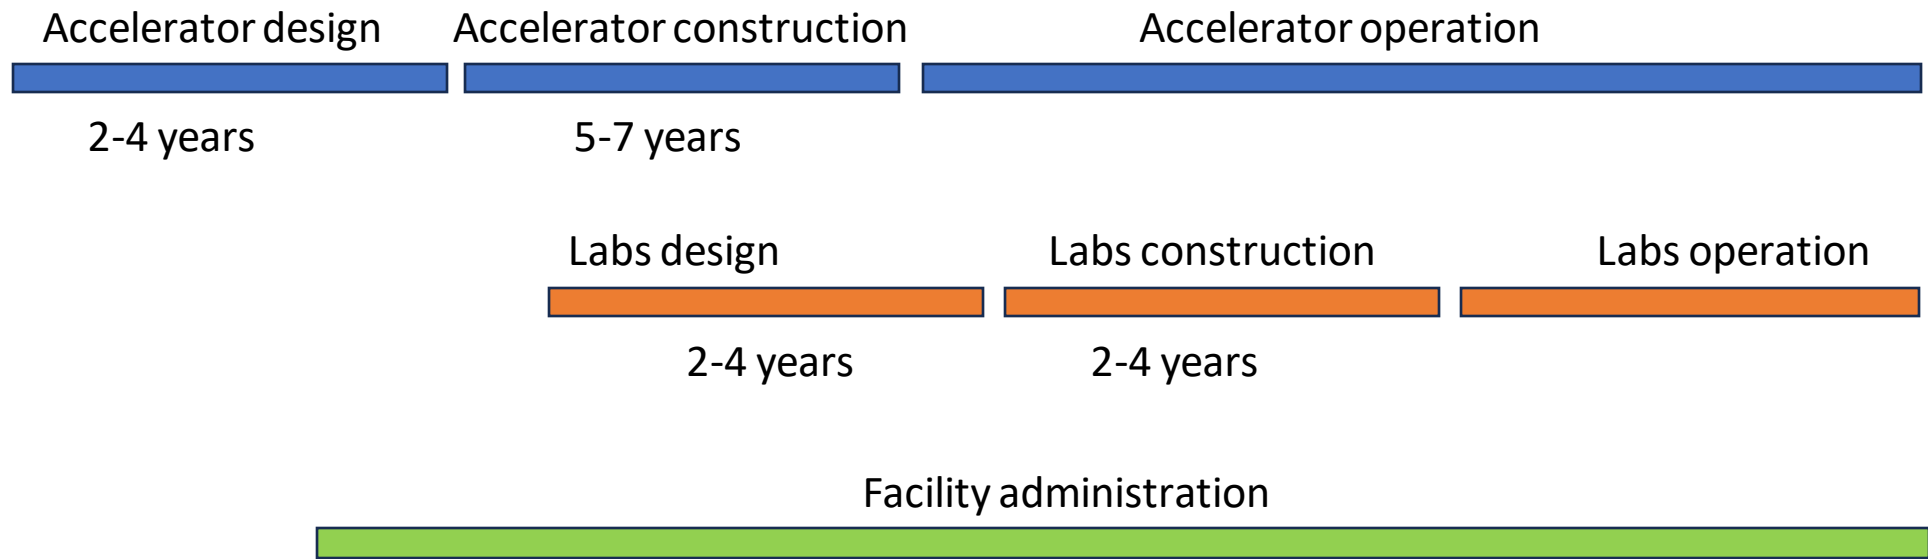 Accelerator design Accelerator construction Accelerator operation
2-4 years 5-7 years
Labs design Labs construction Labs operation
2-4 years 2-4 years
Facility administration